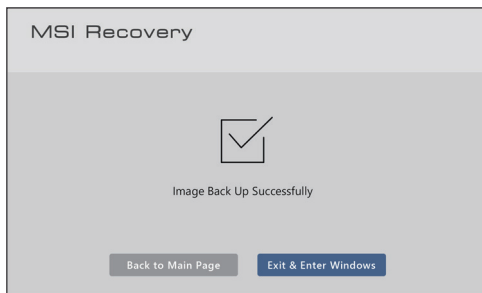 MSI Recovery
Image Back Up Successfully
Back to Main Page
Exit & Enter Windows